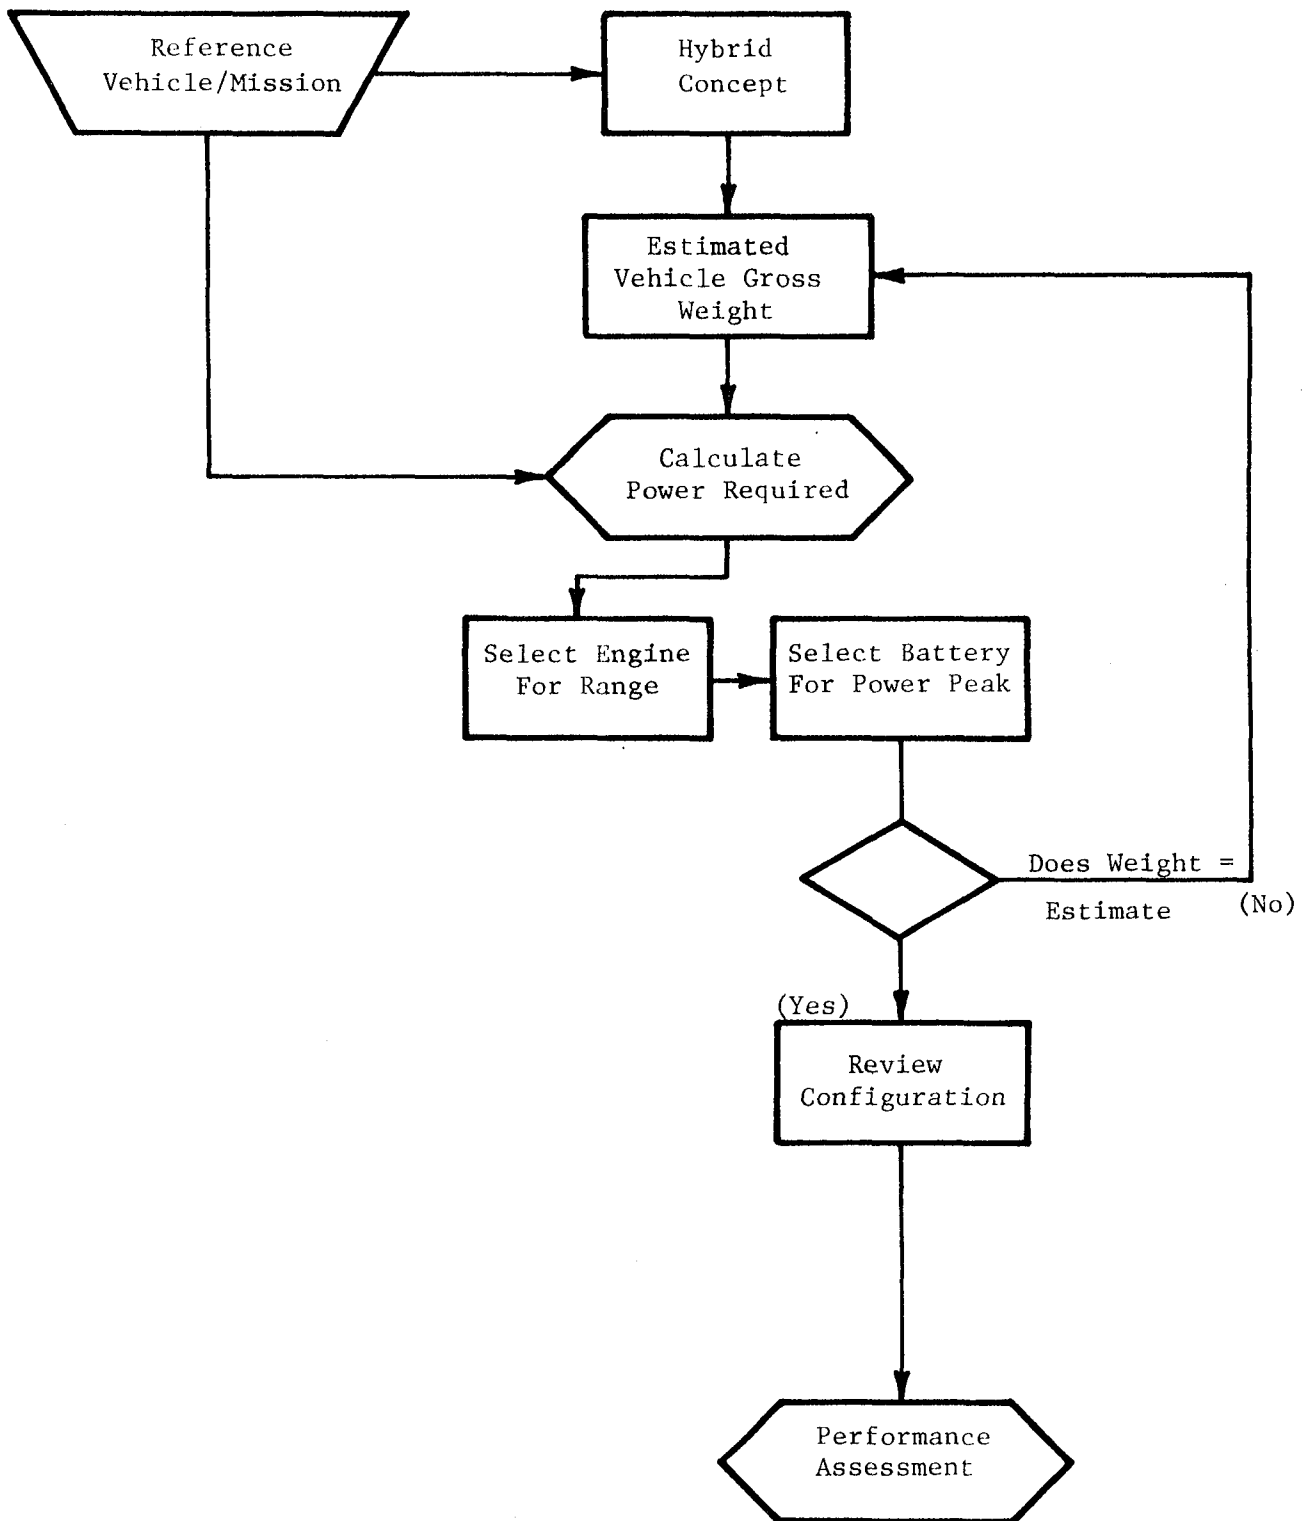 Reference
Vehicle/Mission
Hybrid
Concept
Estimated
Vehicle Gross
Weight
Calculate
Power Required
Select Engine
For Range
Select Battery
For Power Peak
Does Weight =
Estimate
(No)
(Yes)
Review
Configuration
Performance
Assessment